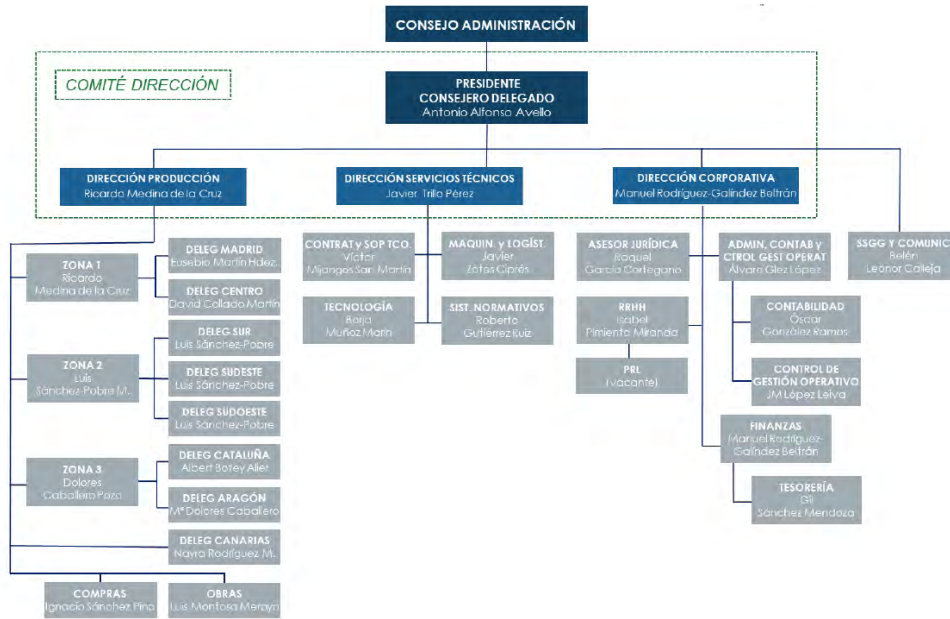 CONSEJO ADMINISTRACIÓN
COMITÉ DIRECCIÓN
PRESIDENTE
CONSEJERO DELEGADO
Antonio Alfonso Avello
DIRECCIÓN PRODUCCIÓN
Ricardo Medina de la Cruz
DIRECCIÓN SERVICIOS TÉCNICOS
Javier Trillo Pérez
DIRECCIÓN CORPORATIVA
Manuel Rodríguez-Galíndez Beltrán
SSGG Y COMUNIC
Belén
Leonor Calleja
ZONA 1
Ricardo
Medina de la Cruz
DELEG MADRID
Eusebio Martín Hdez.
DELEG CENTRO
David Collado Martín
ZONA 2
Luis
Sánchez-Pobre M.
DELEG SUR
Luis Sánchez-Pobre
DELEG SUDESTE
Luis Sánchez-Pobre
DELEG SUDOESTE
Luis Sánchez-Pobre
ZONA 3
Dolores
Caballero Pozo
DELEG CATALUÑA
Albert Botey Alier
DELEG ARAGÓN
Mª Dolores Caballero
DELEG CANARIAS
Rodríguez M.
COMPRAS
Ignacio Sánchez Pino
OBRAS
Luis Montosa
CONTRAT y SOP TCO.
Víctor
Mijangos San Martín
MAQUIN. y LOGÍST.
Javier
Ciprés
TECNOLOGÍA
Borja
Muñoz Marín
SIST. NORMATIVOS
Roberto
Gutiérrez Ruiz
ASESOR JURÍDICA
Raquel
García Cortegano
RRHH
Isabel
Pimienta Miranda
PRL
(vacante)
ADMIN, CONTAB y
CTROL GEST OPERAT
Álvaro Glez López
CONTABILIDAD
Óscar
González Ramos
CONTROL DE
GESTIÓN OPERATIVO
JM López Leiva
FINANZAS
Manuel Rodríguez-
Galíndez Beltrán
TESORERÍA
Gil
Sánchez Mendoza